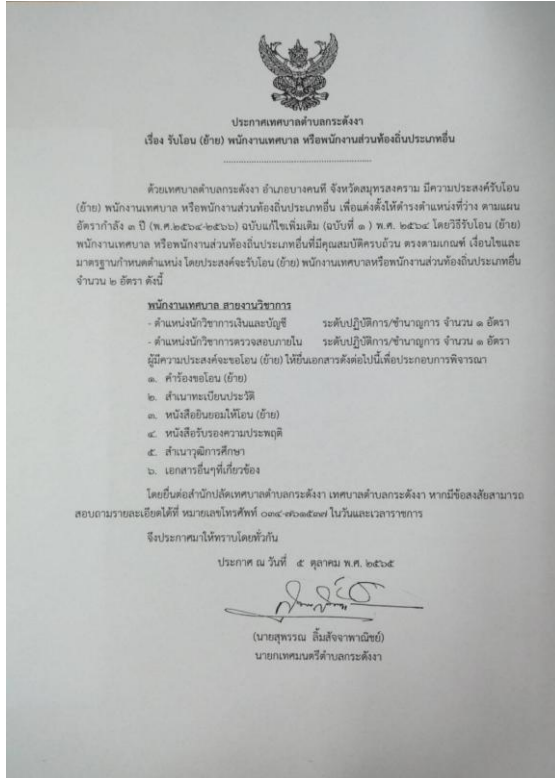 ประกาศเทศบาลตำบลกระดังงา
เรื่อง รับโอน (ย้าย) พนักงานเทศบาล หรือพนักงานส่วนท้องถิ่นประเภทอื่น
ด้วยเทศบาลตำบลกระดังงา อำเภอบางคนที จังหวัดสมุทรสงคราม มีความประสงค์รับโอน
(ย้าย) พนักงานเทศบาล หรือพนักงานส่วนท้องถิ่นประเภทอื่น เพื่อแต่งตั้งให้ดำรงตำแหน่งที่ว่าง ตามแผน
อัตรากำลัง ๓ ปี (พ.ศ.๒๕๖๔-๒๕๖๖) ฉบับแก้ไขเพิ่มเติม (ฉบับที่ ๑ ) พ.ศ. ๒๕๖๔ โดยวิธีรับโอน (ย้าย)
พนักงานเทศบาล หรือพนักงานส่วนท้องถิ่นประเภทอื่นที่มีคุณสมบัติครบถ้วน ตรงตามเกณฑ์ เงื่อนไขและ
มาตรฐานกำหนดตำแหน่ง โดยประสงค์จะรับโอน (ย้าย) พนักงานเทศบาลหรือพนักงานส่วนท้องถิ่นประเภทอื่น
จำนวน ๒ อัตรา ดังนี้
พนักงานเทศบาล สายงานวิชาการ
- ตำแหน่งนักวิชาการเงินและบัญชี ระดับปฏิบัติการ/ชำนาญการ จำนวน ๑ อัตรา
- ตำแหน่งนักวิชาการตรวจสอบภายใน ระดับปฏิบัติการ/ชำนาญการ จำนวน ๑ อัตรา
ผู้มีความประสงค์จะขอโอน (ย้าย) ให้ยื่นเอกสารดังต่อไปนี้เพื่อประกอบการพิจารณา
๑. คำร้องขอโอน (ย้าย)
๒. สำเนาทะเบียนประวัติ
๓. หนังสือยินยอมให้โอน (ย้าย)
๔. หนังสือรับรองความประพฤติ
๕. สำเนาวุฒิการศึกษา
๖. เอกสารอื่นๆที่เกี่ยวข้อง
โดยยื่นต่อสำนักปลัดเทศบาลตำบลกระดังงา เทศบาลตำบลกระดังงา หากมีข้อสงสัยสามารถ
สอบถามรายละเอียดได้ที่ หมายเลขโทรศัพท์ ๐๓๔-๗๖๑๕๓๗ ในวันและเวลาราชการ
จึงประกาศมาให้ทราบโดยทั่วกัน
ประกาศ ณ วันที่ ๕ ตุลาคม พ.ศ. ๒๕๖๕
(นายสุพรรณ ลิ้มสัจจาพาณิชย์)
นายกเทศมนตรีตำบลกระดังงา